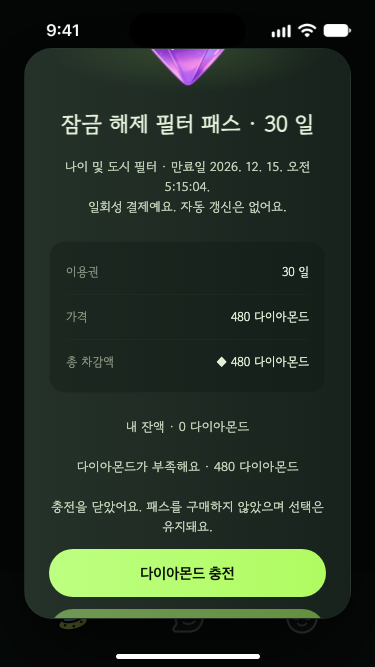 9:41
잠금 해제 필터 패스 · 30 일
나이 및 도시 필터 · 만료일 2026. 12. 15. 오전
5:15:04.
일회성 결제예요. 자동 갱신은 없어요.
이용권 30 일
가격 480 다이아몬드
총 차감액 ◆ 480 다이아몬드
내 잔액 · 0 다이아몬드
다이아몬드가 부족해요 · 480 다이아몬드
충전을 닫았어요. 패스를 구매하지 않았으며 선택은
유지돼요.
다이아몬드 충전